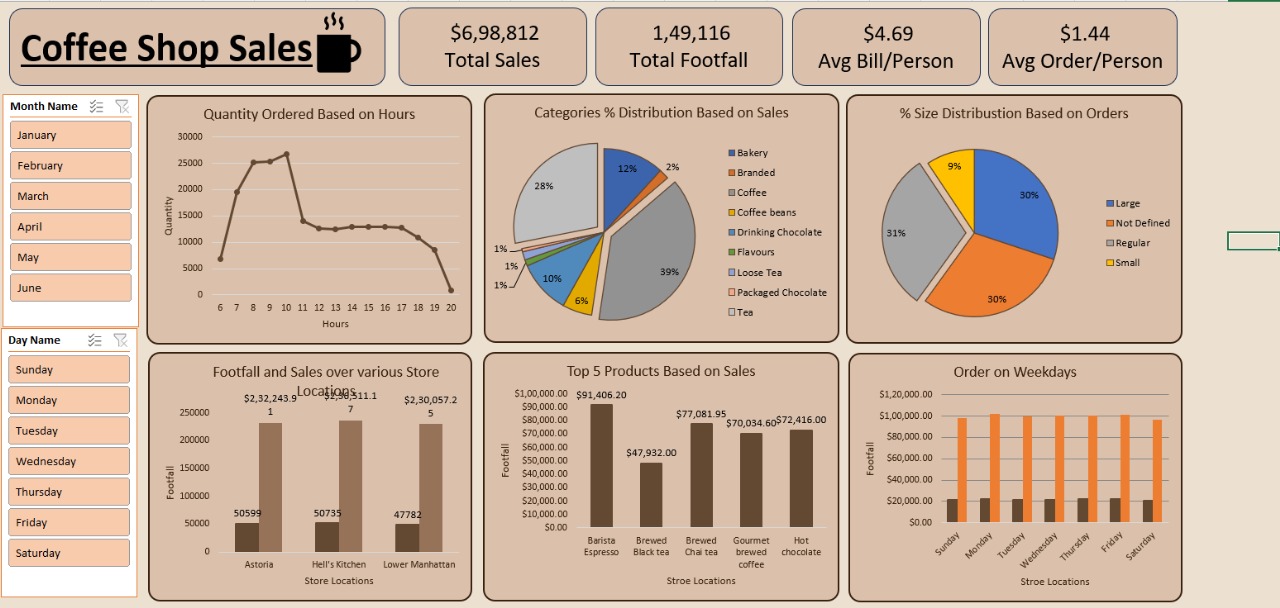 Coffee Shop Sales
$6,98,812
Total Sales
1,49,116
Total Footfall
$4.69
Avg Bill/Person
$1.44
Avg Order/Person
Month Name
January
February
March
April
May
June
Day Name
Sunday
Monday
Tuesday
Wednesday
Thursday
Friday
Saturday
Quantity Ordered Based on Hours
30000
25000
20000
15000
10000
5000
0
Quantity
6 7 8 9 10 11 12 13 14 15 16 17 18 19 20
Hours
Categories % Distribution Based on Sales
12%
2%
39%
6%
10%
1%
1%
1%
28%
Bakery
Branded
Coffee
Coffee beans
Drinking Chocolate
Flavours
Loose Tea
Packaged Chocolate
Tea
% Size Distribustion Based on Orders
30%
30%
31%
9%
Large
Not Defined
Regular
Small
Footfall and Sales over various Store
Locations
250000
200000
150000
100000
50000
0
Footfall
$2,32,243.9
1
7
$2,30,057.2
5
50599
50735
47782
Astoria Hell's Kitchen Lower Manhattan
Store Locations
Top 5 Products Based on Sales
$1,00,000.00
$90,000.00
$80,000.00
$70,000.00
$60,000.00
$50,000.00
$40,000.00
$30,000.00
$20,000.00
$10,000.00
$0.00
Footfall
$91,406.20
$47,932.00
$77,081.95
$70,034.60
$72,416.00
Barista
Espresso
Brewed
Black tea
Brewed
Chai tea
Gourmet
brewed
coffee
Hot
chocolate
Stroe Locations
Order on Weekdays
$1,20,000.00
$1,00,000.00
$80,000.00
$60,000.00
$40,000.00
$20,000.00
$0.00
Footfall
Sunday
Monday
Tuesday
Wednesday
Thursday
Friday
Saturday
Stroe Locations